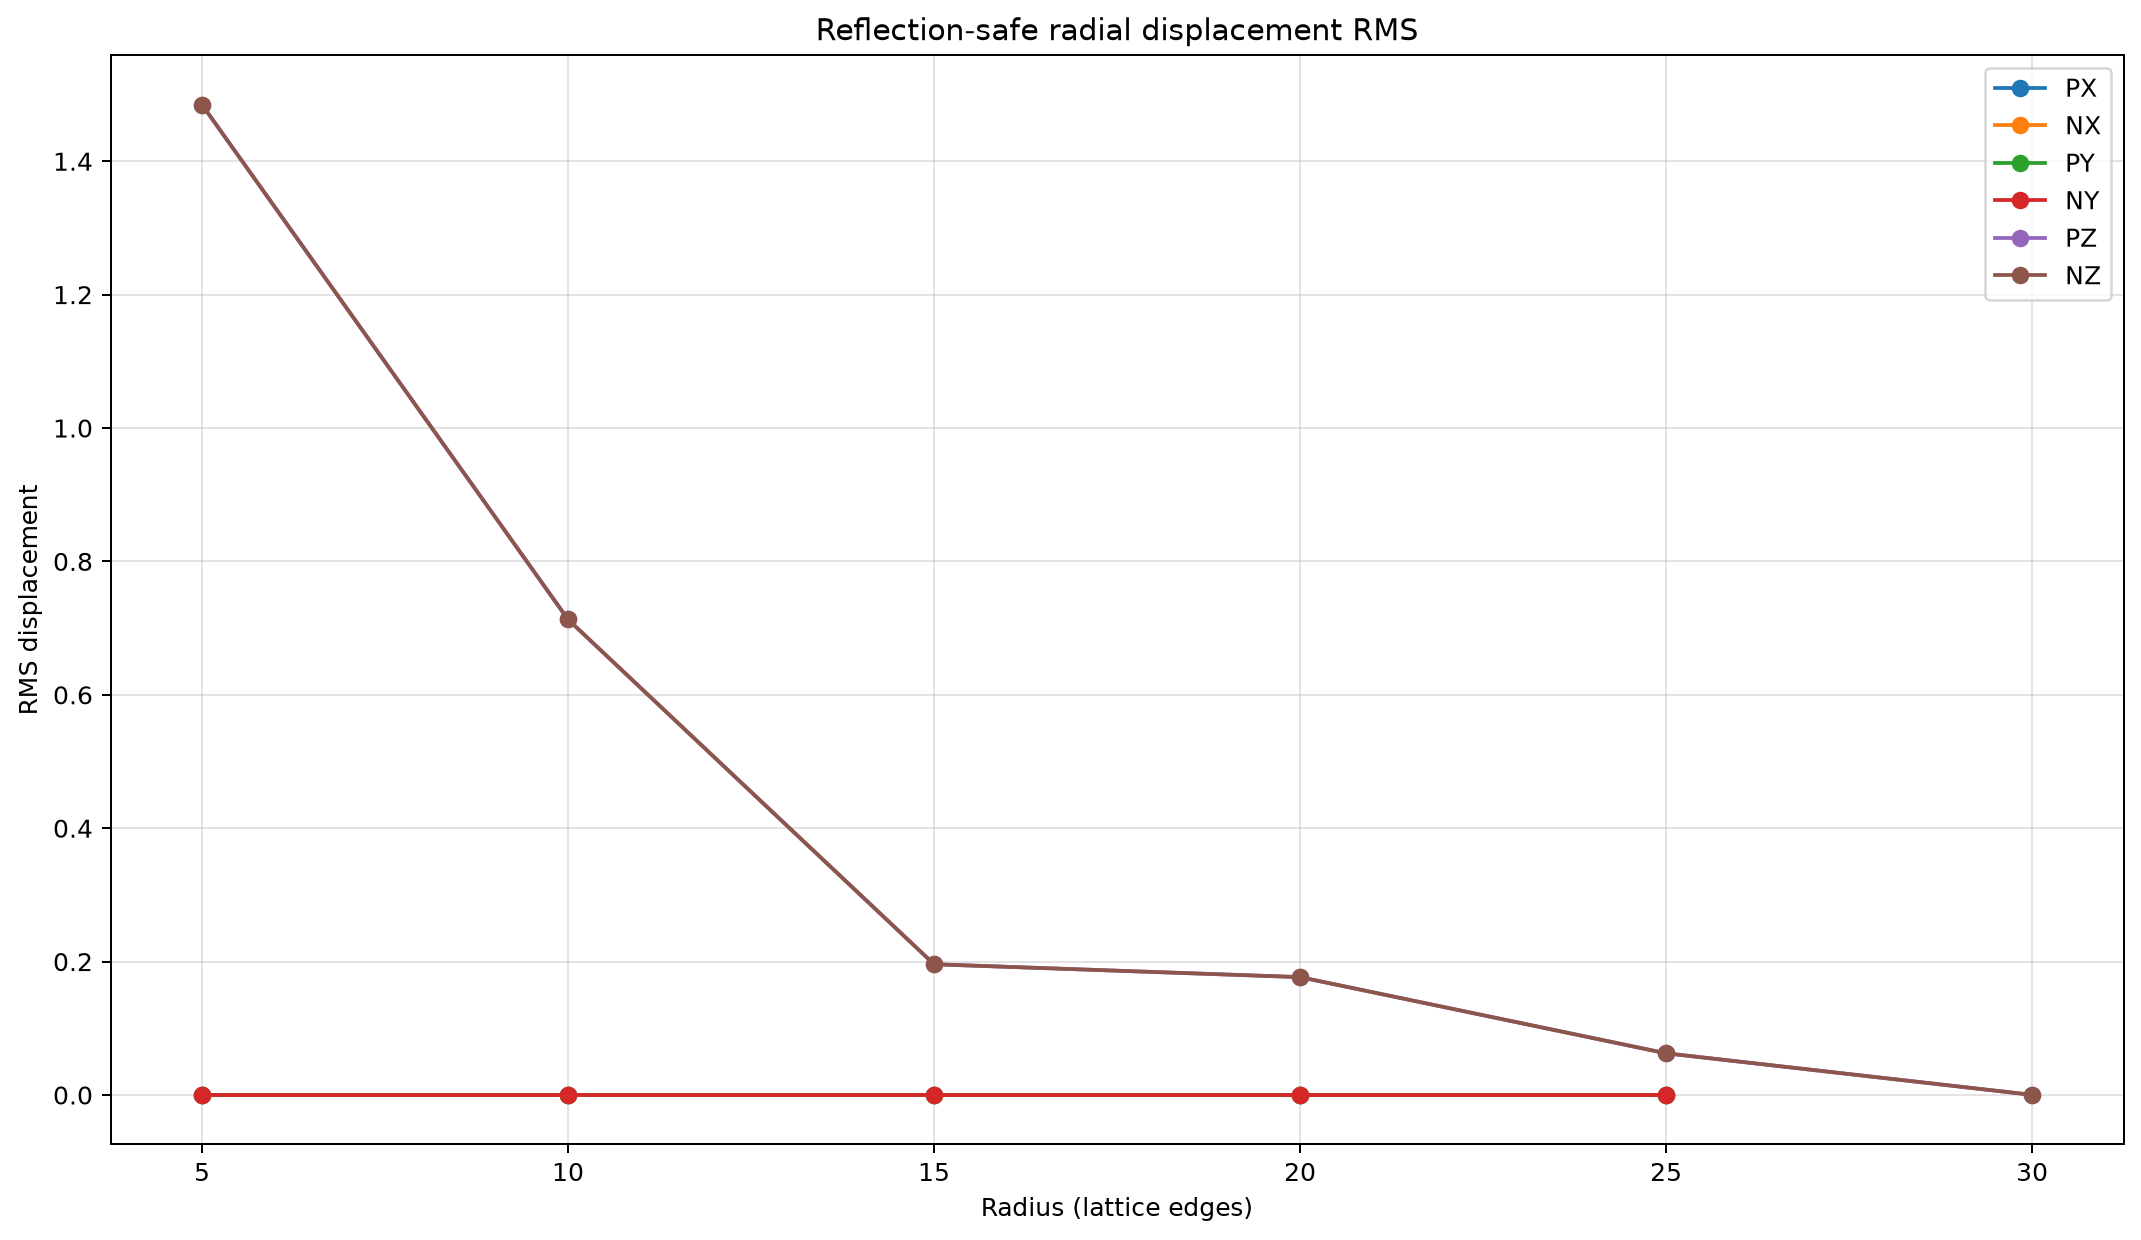 Reflection-safe radial displacement RMS
PX
NX
PY
NY
PZ
NZ
1.4
1.2
1.0
0.8
0.6
0.4
0.2
0.0
RMS displacement
5 10 15 20 25 30
Radius (lattice edges)